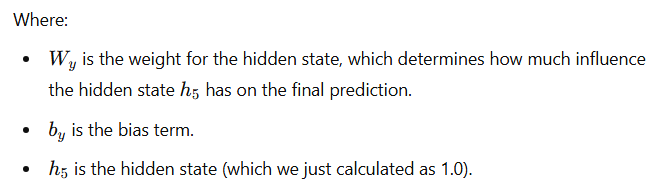 Where:
• W_y is the weight for the hidden state, which determines how much influence
the hidden state h_5 has on the final prediction.
• b_y is the bias term.
• h_5 is the hidden state (which we just calculated as 1.0).